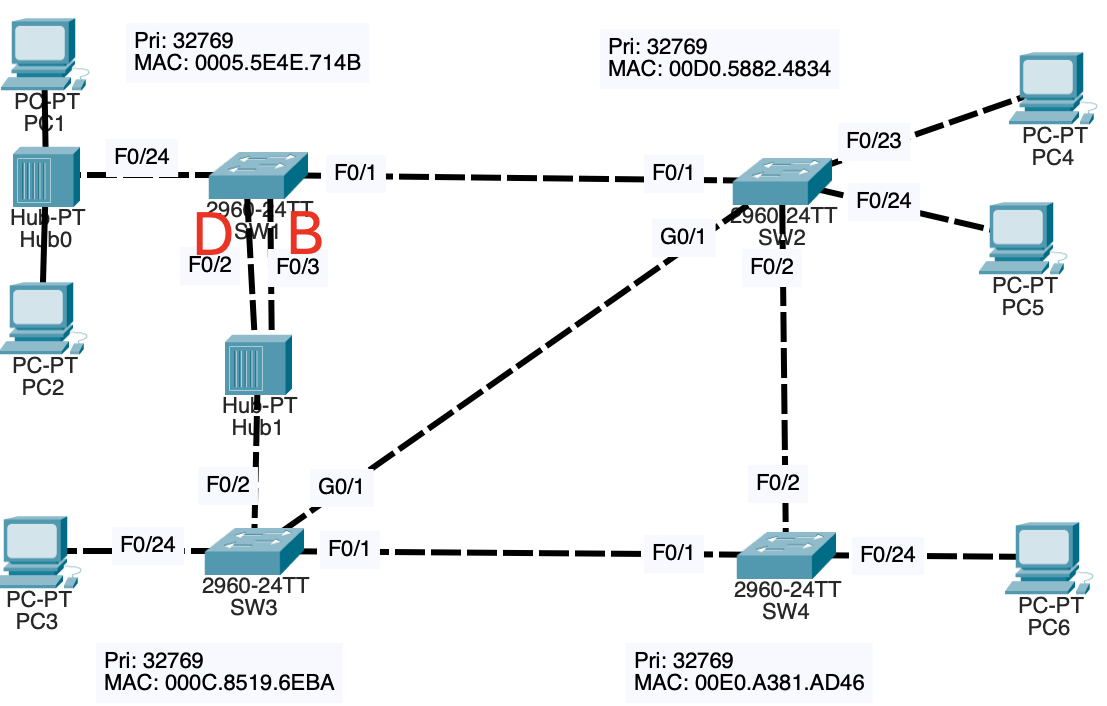 Pri: 32769
MAC: 0005.5E4E.714B
Pri: 32769
MAC: 00D0.5882.4834
PC-PT
PC1
PC-PT
PC4
F0/24
F0/1
F0/1
F0/23
F0/24
Hub-PT
Hub0
2960-24TT
SW1
2960-24TT
SW2
D
B
F0/2
F0/3
G0/1
F0/2
PC-PT
PC5
PC-PT
PC2
Hub-PT
Hub1
F0/2
G0/1
F0/2
F0/24
F0/1
F0/1
F0/24
2960-24TT
SW3
2960-24TT
SW4
PC-PT
PC3
PC-PT
PC6
Pri: 32769
MAC: 000C.8519.6EBA
Pri: 32769
MAC: 00E0.A381.AD46